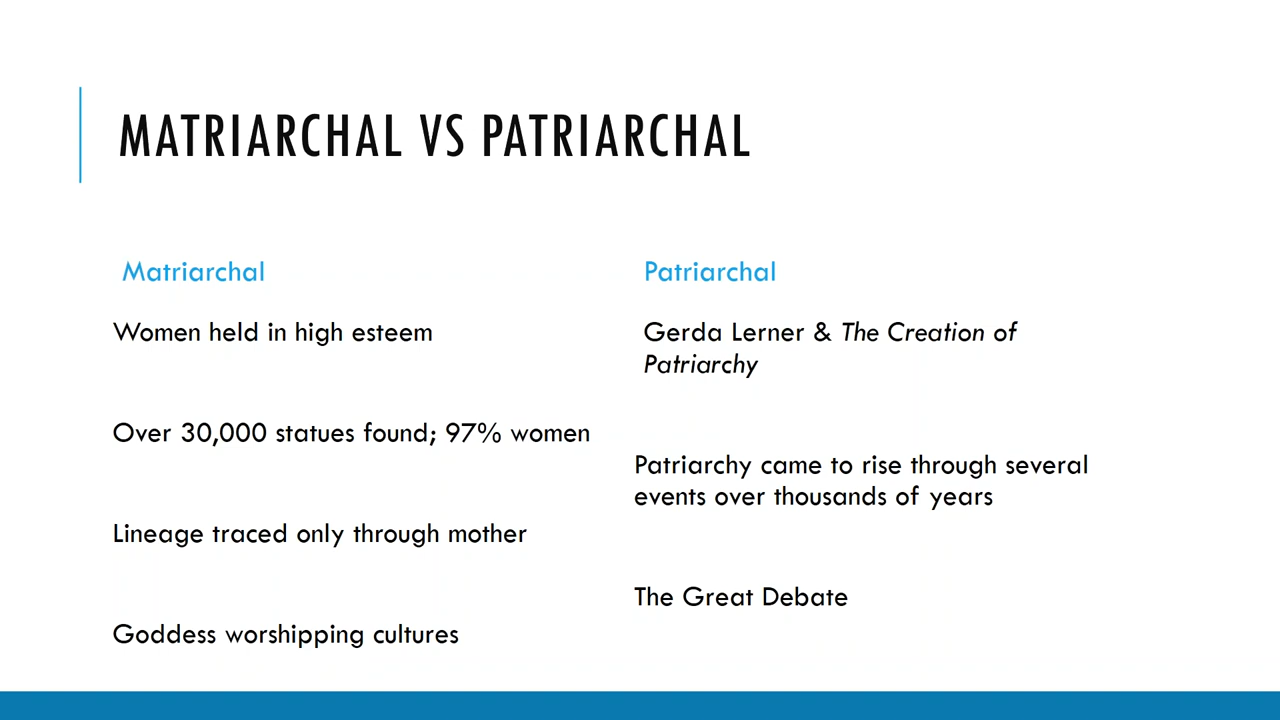 MATRIARCHAL VS PATRIARCHAL
Matriarchal
Women held in high esteem
Over 30,000 statues found; 97% women
Lineage traced only through mother
Goddess worshipping cultures
Patriarchal
Gerda Lerner & The Creation of
Patriarchy
Patriarchy came to rise through several
events over thousands of years
The Great Debate